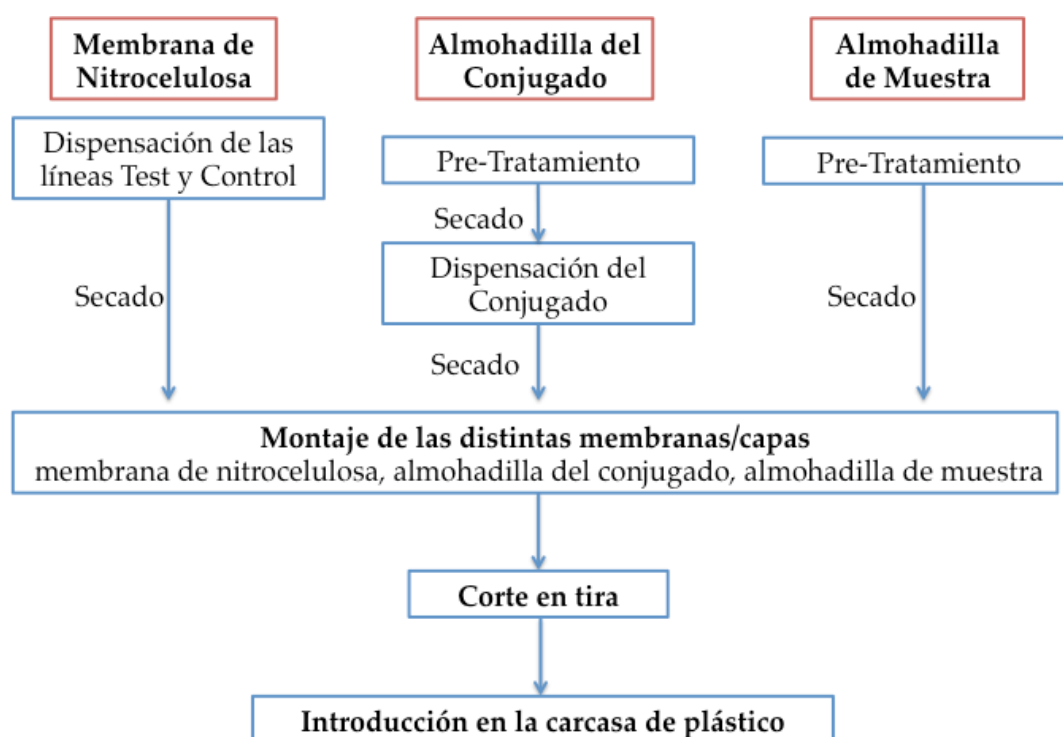 Membrana de
Nitrocelulosa
Almohadilla del
Conjugado
Almohadilla
de Muestra
Dispensación de las
líneas Test y Control
Pre-Tratamiento
Pre-Tratamiento
Secado
Dispensación del
Conjugado
Secado
Secado
Secado
Montaje de las distintas membranas/capas
membrana de nitrocelulosa, almohadilla del conjugado, almohadilla de muestra
Corte en tira
Introducción en la carcasa de plástico